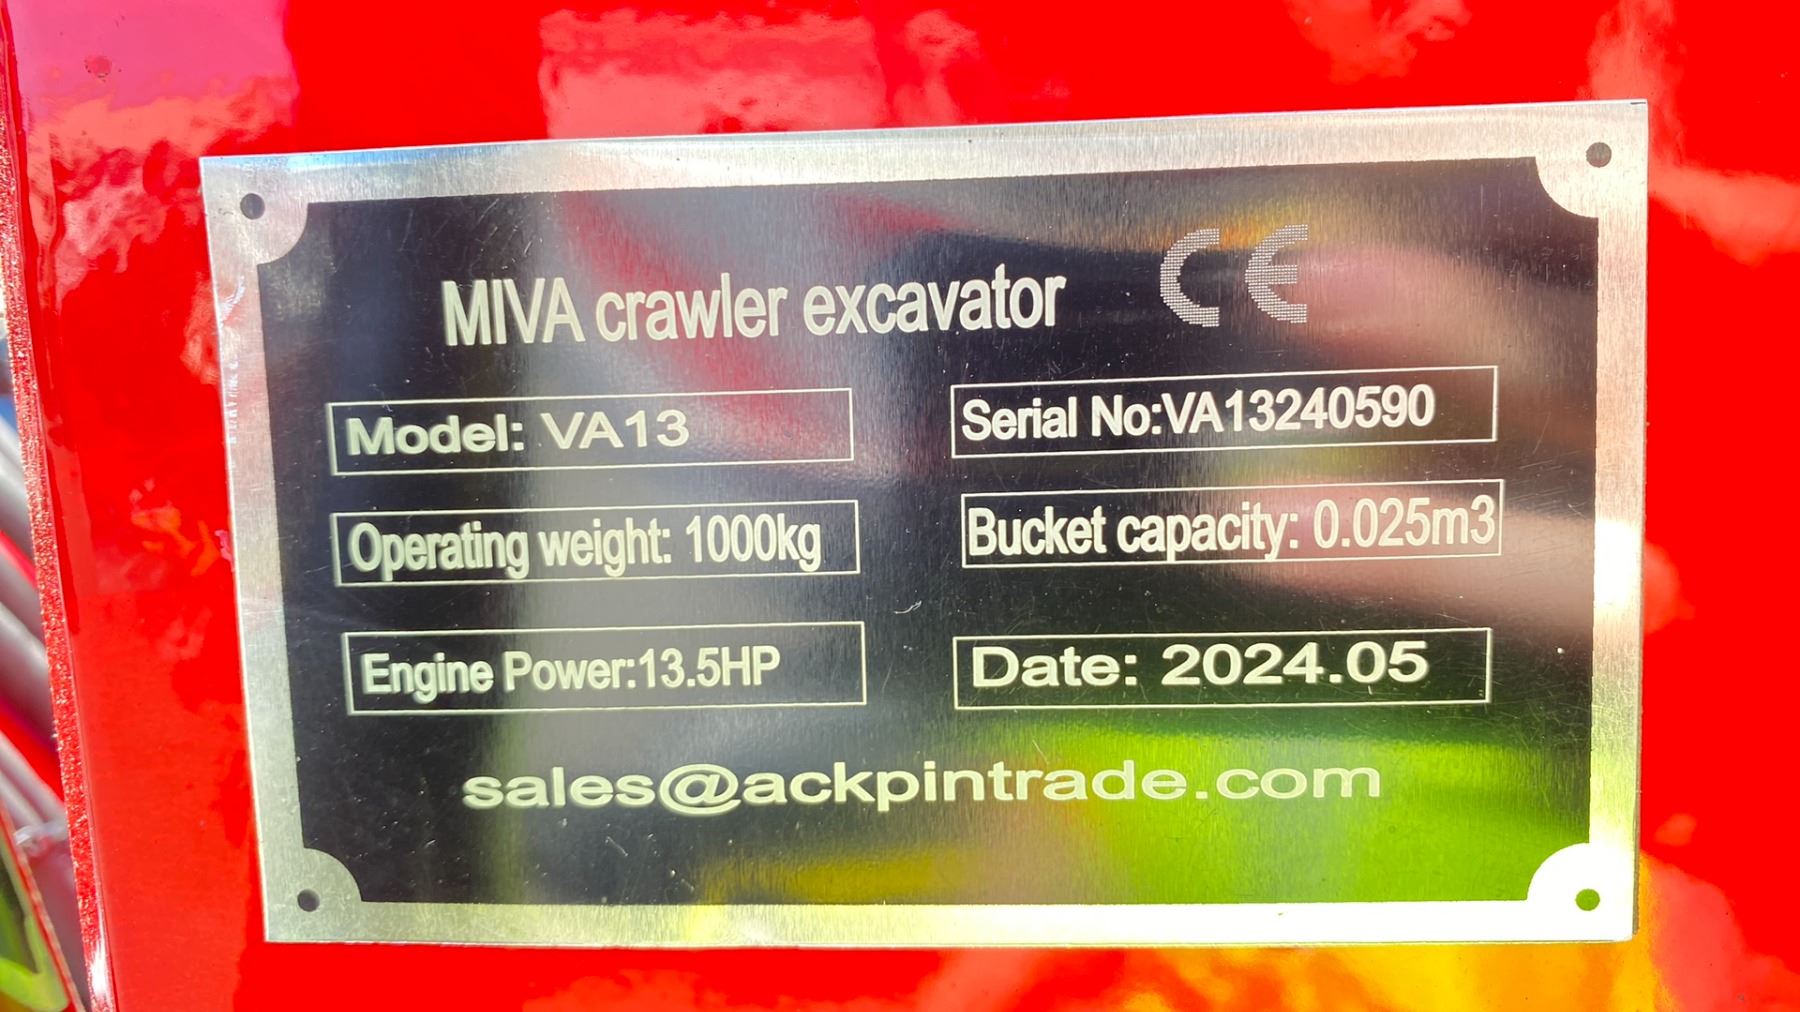 MIVA crawler excavator CE
Model: VA13
Serial No:VA13240590
Operating weight: 1000kg
Bucket capacity: 0.025m3
Engine Power:13.5HP
Date: 2024.05
sales@ackpintrade.com